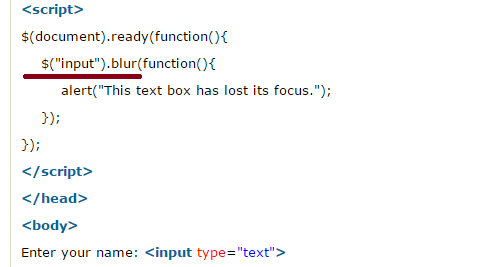 <script>
$(document).ready(function(){
$("input").blur(function(){
alert("This text box has lost its focus.");
});
});
</script>
</head>
<body>
Enter your name: <input type="text">